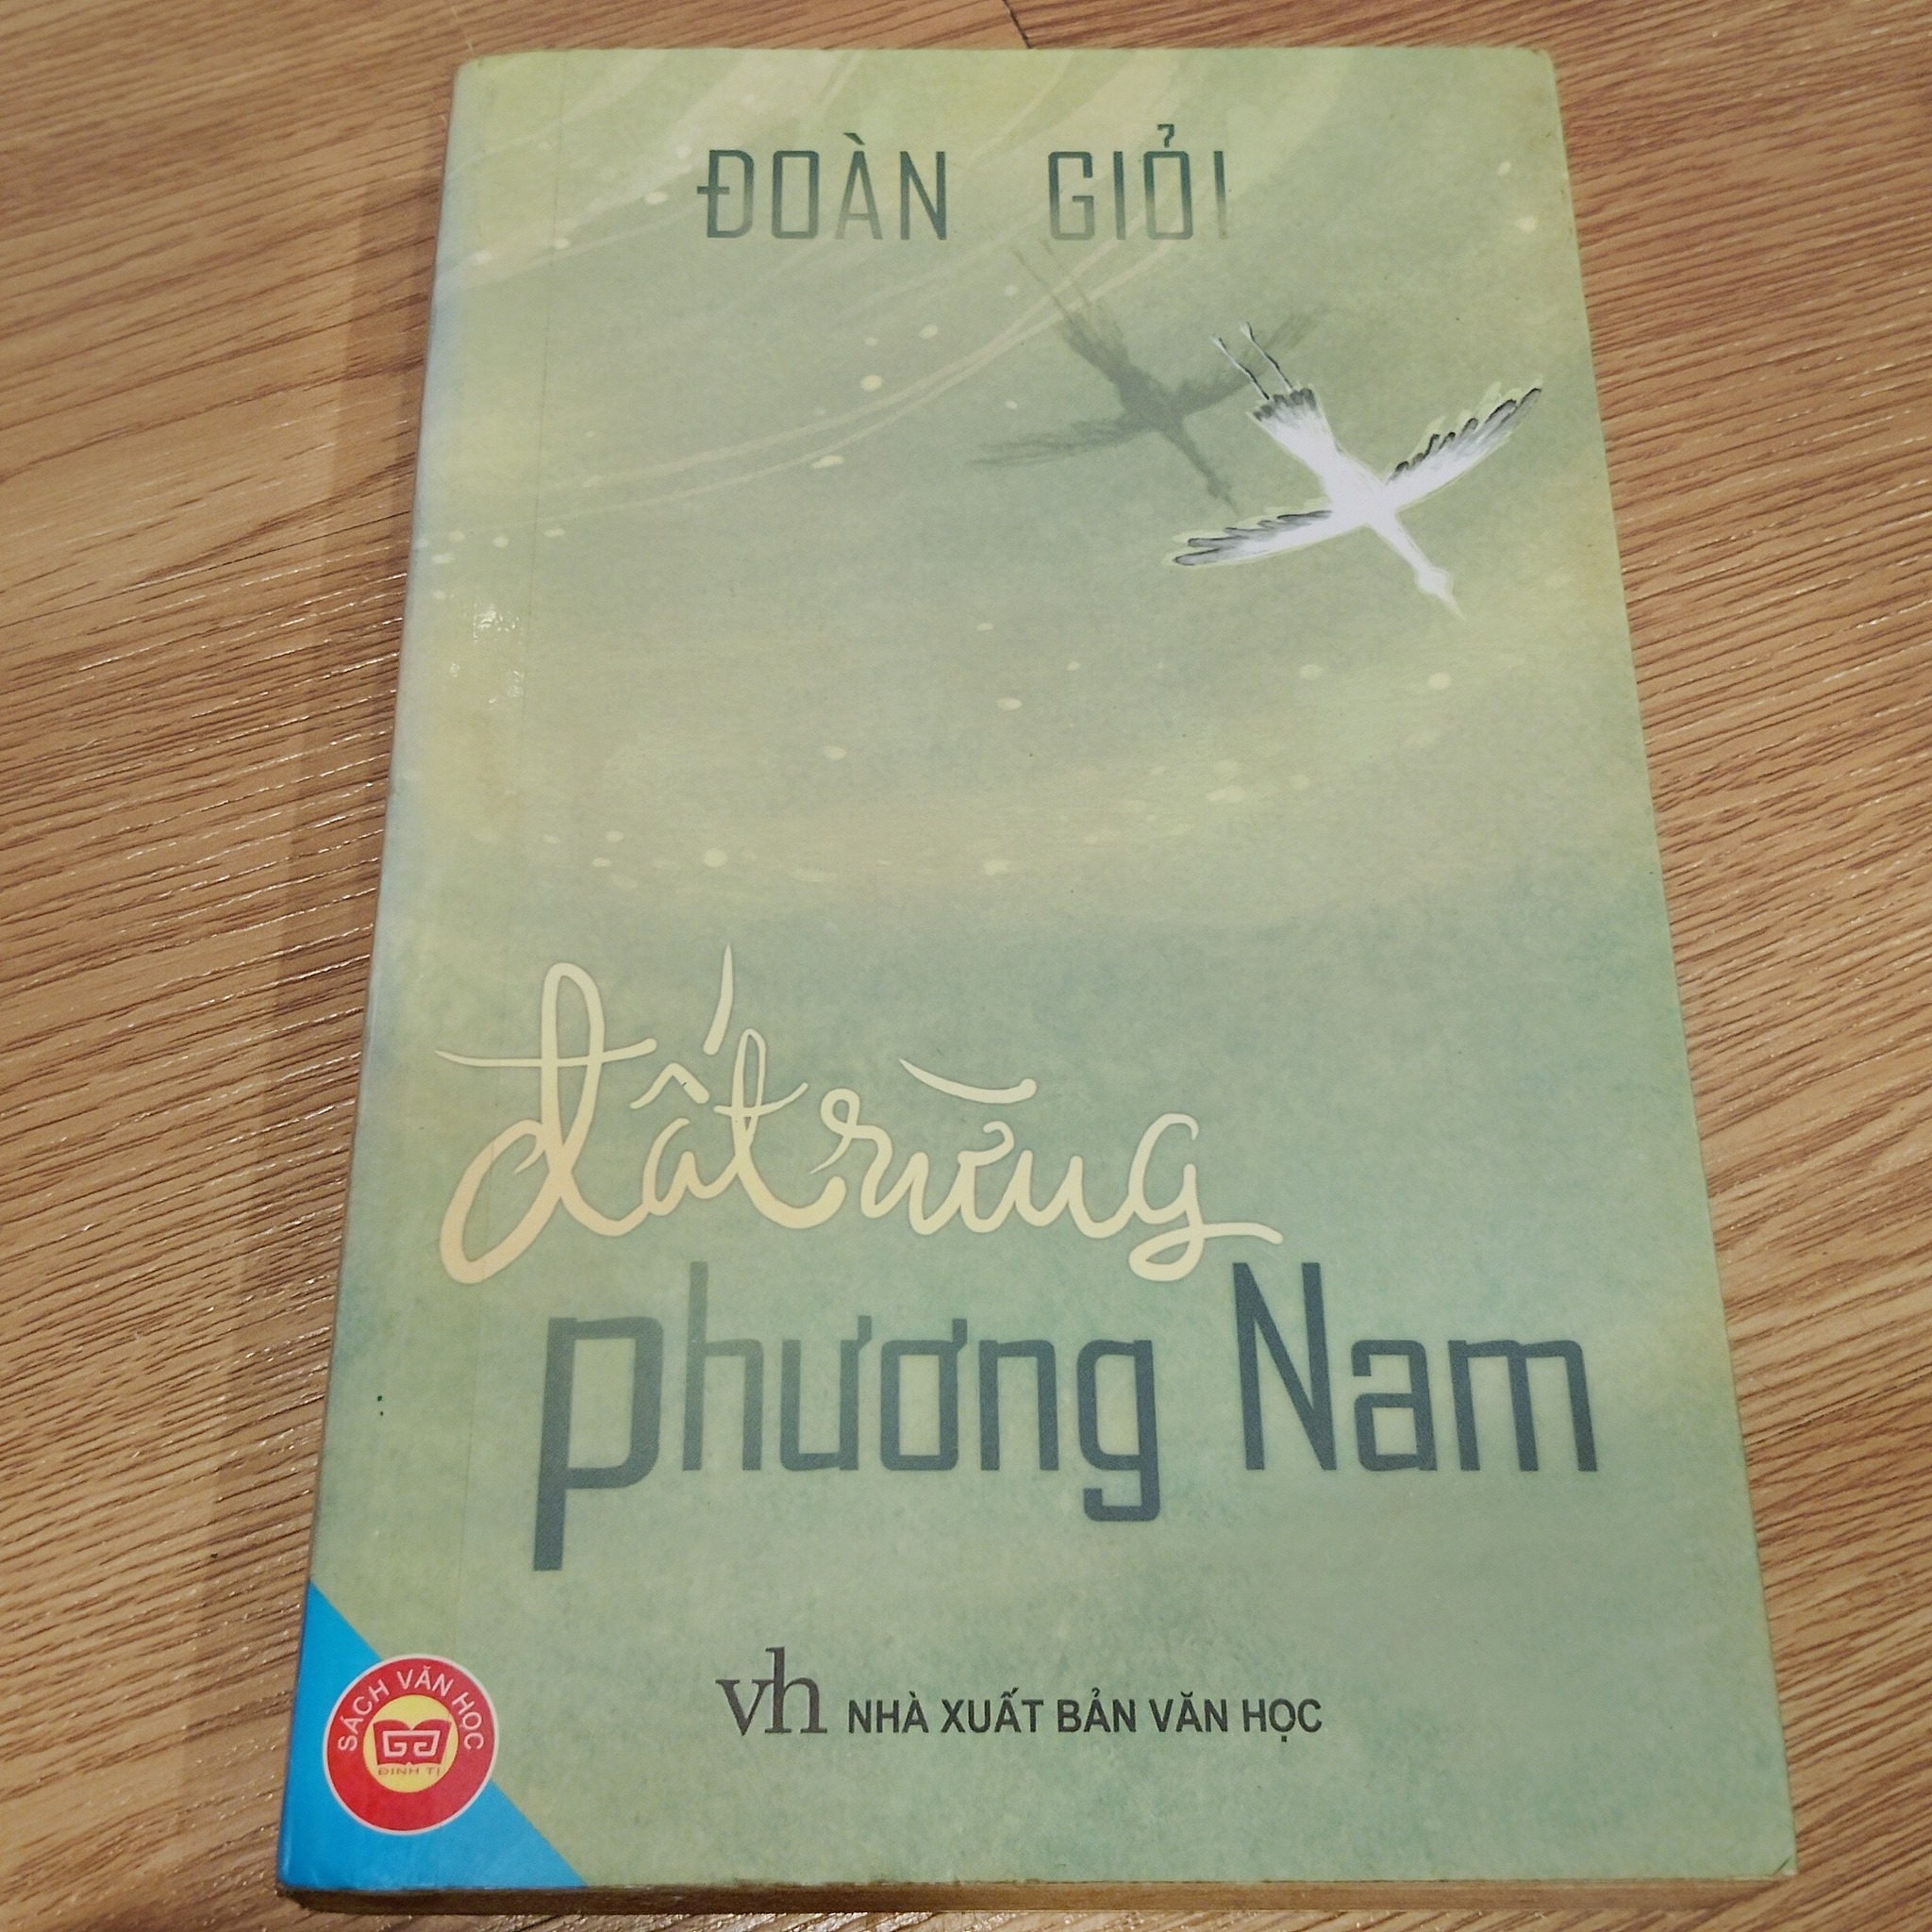 ĐOÀN GIỎI
đất rừng
phương Nam
vh NHÀ XUẤT BẢN VĂN HỌC
SÁCH VĂN HỌC
ĐINH TỊ